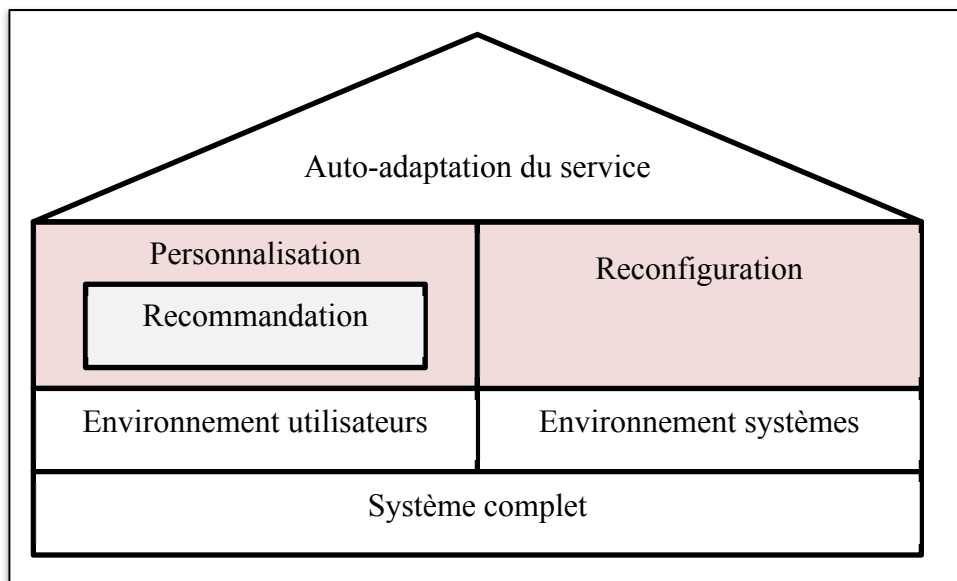 Auto-adaptation du service
Personnalisation
Reconfiguration
Recommandation
Environnement utilisateurs
Environnement systèmes
Système complet